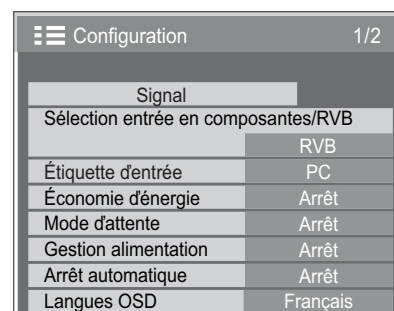 Configuration 1/2
Signal
Sélection entrée en composantes/RVB
RVB
Étiquette d'entrée PC
Économie d'énergie Arrêt
Mode d'attente Arrêt
Gestion alimentation Arrêt
Arrêt automatique Arrêt
Langues OSD Français